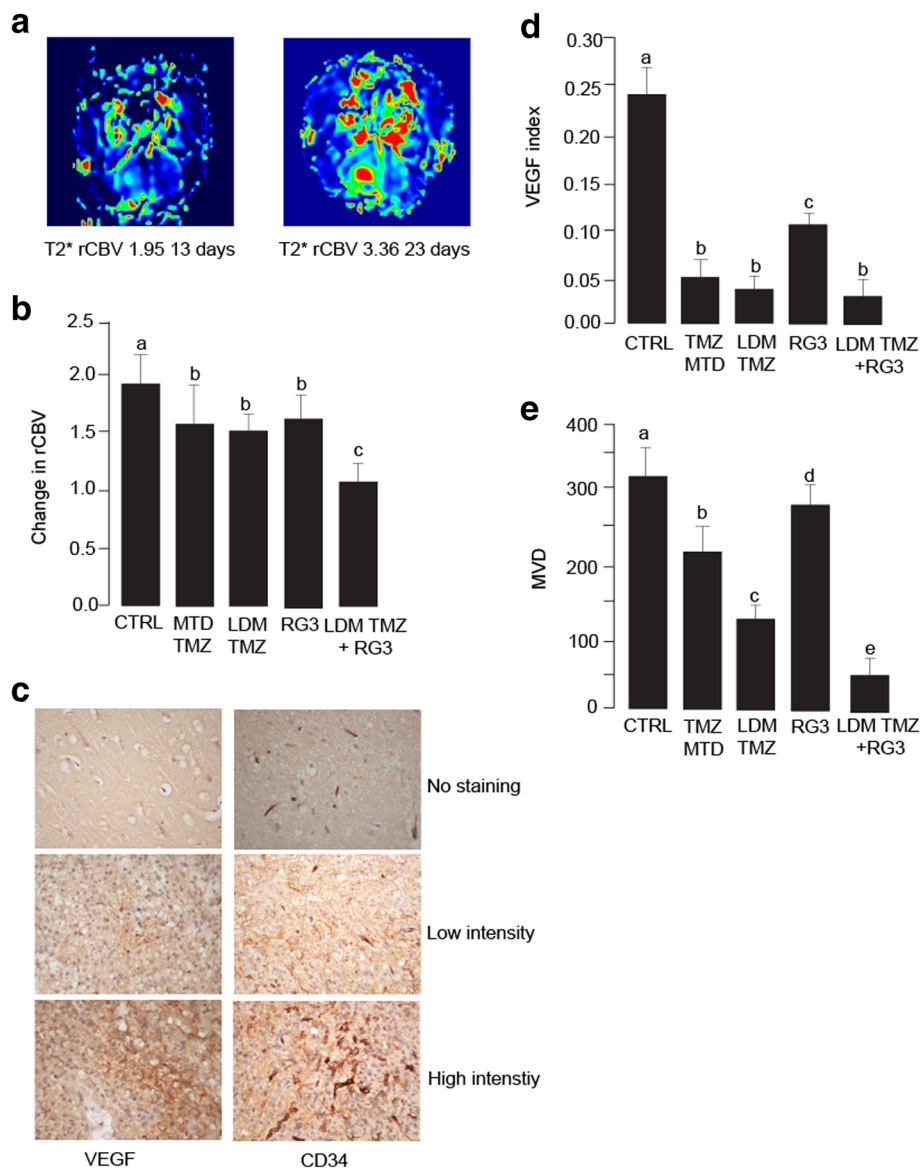 a
T2* rCBV 1.95 13 days
T2* rCBV 3.36 23 days
b
Change in rCBV
2.5
2.0
1.5
1.0
0.5
0.0
a
b
b
b
c
CTRL
MTD
TMZ
LDM
TMZ
RG3
LDM TMZ
+ RG3
c
No staining
Low intensity
High intenstiy
VEGF
CD34
d
VEGF index
0.30
0.25
0.20
0.15
0.10
0.05
0.00
a
b
b
c
b
CTRL
TMZ
MTD
LDM
TMZ
RG3
LDM TMZ
+RG3
e
MVD
400
300
200
100
0
a
b
c
d
e
CTRL
TMZ
MTD
LDM
TMZ
RG3
LDM TMZ
+RG3